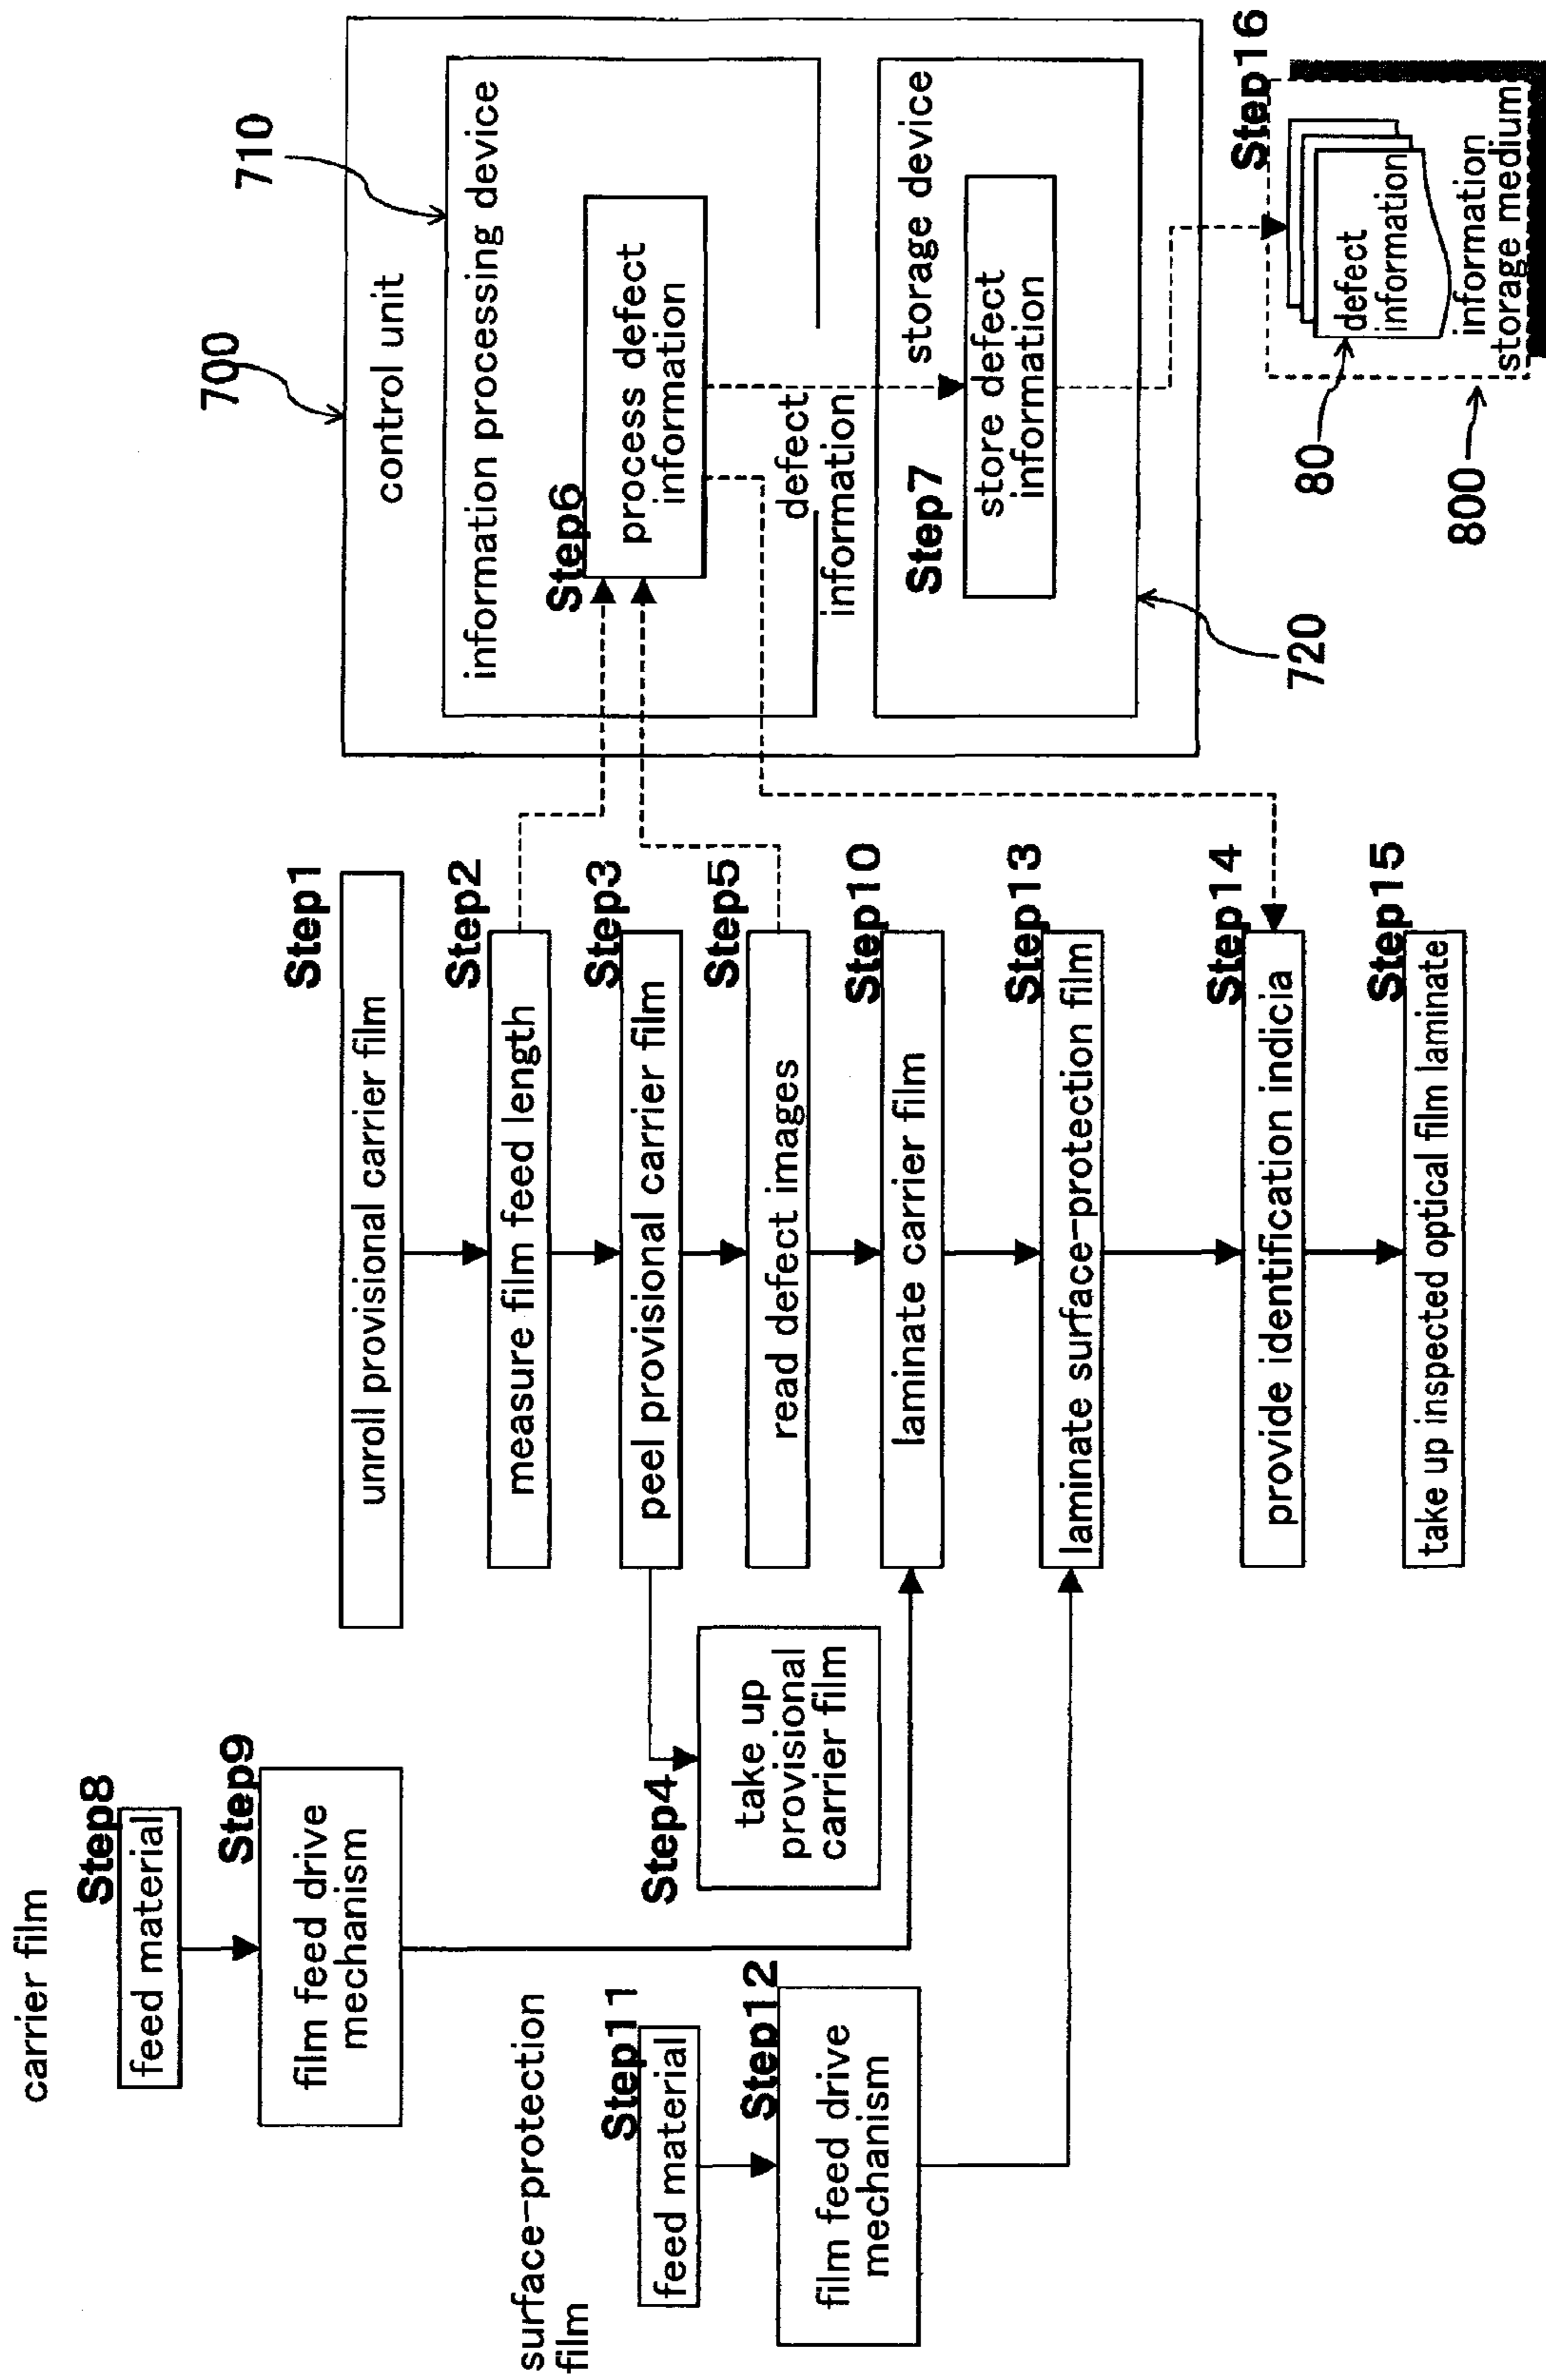 carrier film
Step8
feed material
Step9
film feed drive
mechanism
surface-protection
film
Step11
feed material
Step12
film feed drive
mechanism
Step1
unroll provisional carrier film
Step2
measure film feed length
Step3
peel provisional carrier film
Step4
take up
provisional
carrier film
Step5
read defect images
Step10
laminate carrier film
Step13
laminate surface-protection film
Step14
provide identification indicia
Step15
take up inspected optical film laminate
700
control unit
710
information processing device
Step6
process defect
information
defect
information
storage device
Step7
store defect
information
720
Step16
defect
information
information
storage medium
80
800